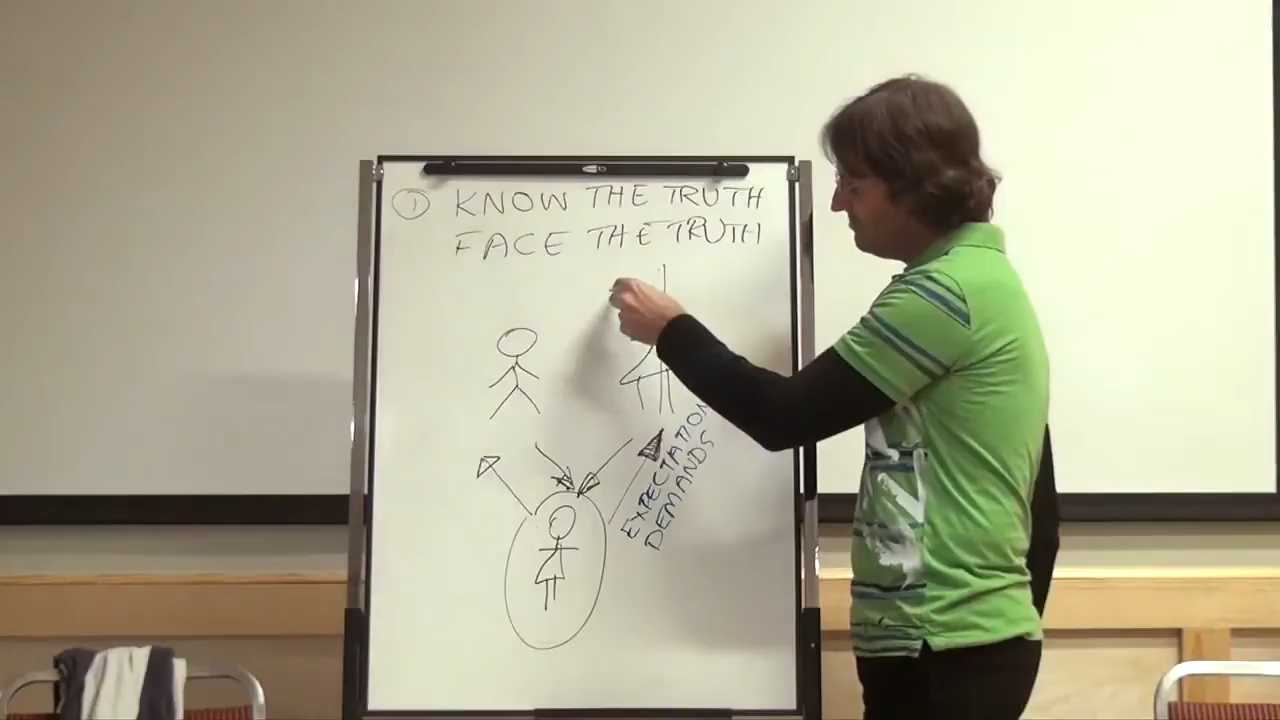 ① KNOW THE TRUTH
FACE THE TRUTH
EXPECTATION
DEMANDS